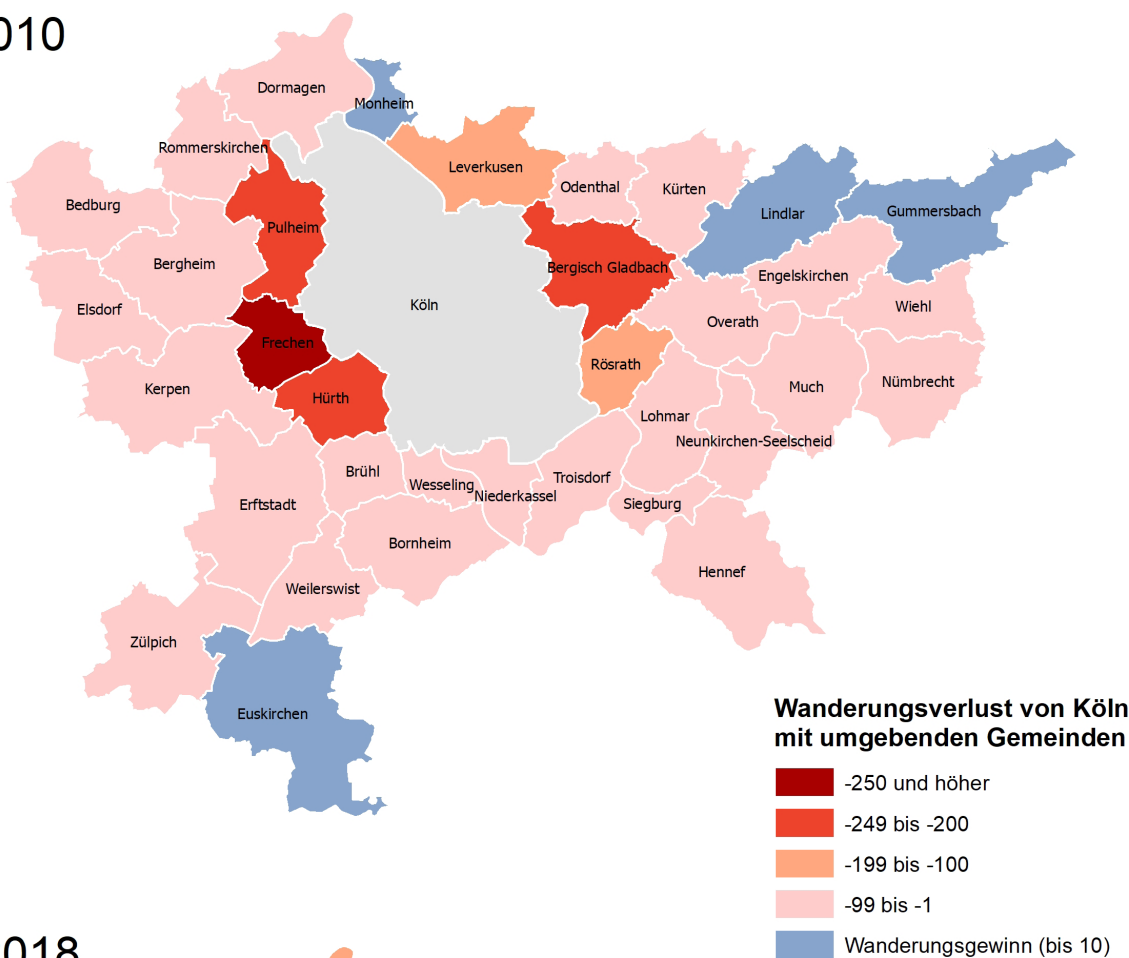 010
Dormagen
Monheim
Rommerskirchen
Leverkusen
Odenthal
Kürten
Bedburg
Lindlar
Gummersbach
Pulheim
Bergheim
Bergisch Gladbach
Engelskirchen
Elsdorf
Köln
Wiehl
Overath
Frechen
Rösrath
Kerpen
Hürth
Much
Nümbrecht
Lohmar
Neunkirchen-Seelscheid
Brühl
Wesseling
Troisdorf
Niederkassel
Erftstadt
Siegburg
Bornheim
Hennef
Weilerswist
Zülpich
Euskirchen
Wanderungsverlust von Köln
mit umgebenden Gemeinden
-250 und höher
-249 bis -200
-199 bis -100
-99 bis -1
Wanderungsgewinn (bis 10)
018